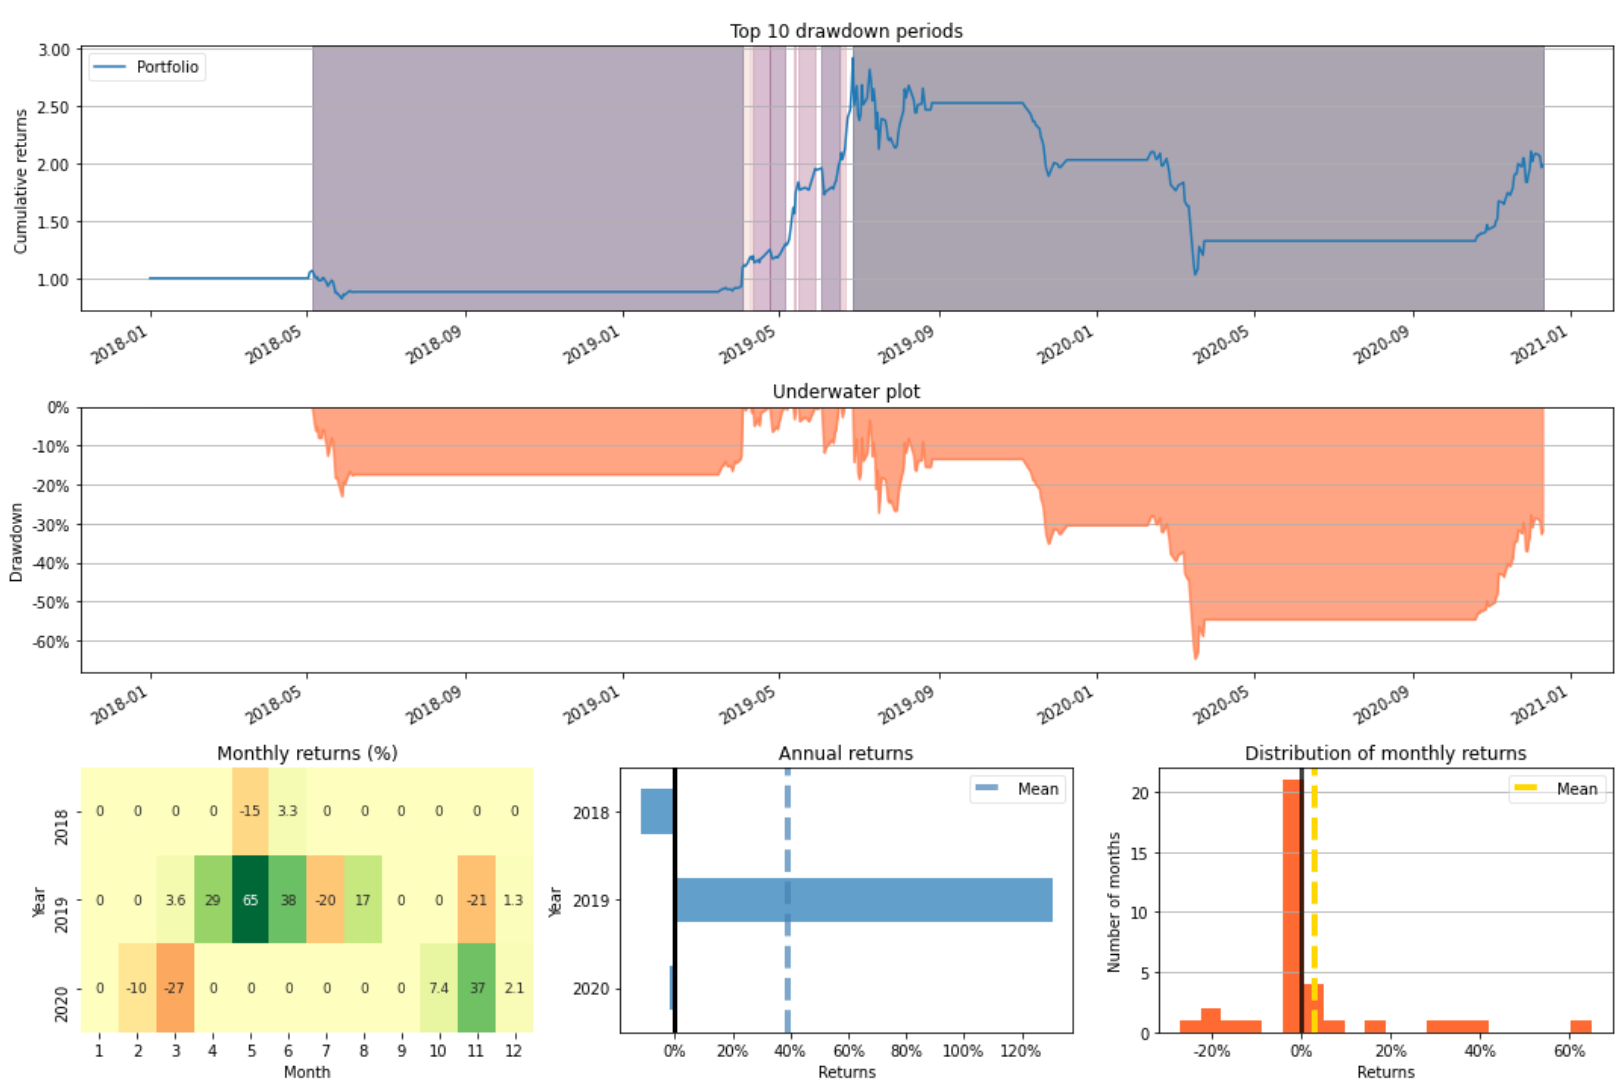 Top 10 drawdown periods
Cumulative returns
3.00
2.50
2.00
1.50
1.00
Portfolio
2018-01
2018-05
2018-09
2019-01
2019-05
2019-09
2020-01
2020-05
2020-09
2021-01
Underwater plot
Drawdown
0%
-10%
-20%
-30%
-40%
-50%
-60%
2018-01
2018-05
2018-09
2019-01
2019-05
2019-09
2020-01
2020-05
2020-09
2021-01
Monthly returns (%)
Year
2018
0 0 0 0 -15 3.3 0 0 0 0 0 0
2019
0 0 3.6 29 65 38 -20 17 0 0 -21 1.3
2020
0 -10 -27 0 0 0 0 0 0 7.4 37 2.1
1 2 3 4 5 6 7 8 9 10 11 12
Month
Annual returns
Mean
Year
2018
2019
2020
0% 20% 40% 60% 80% 100% 120%
Returns
Distribution of monthly returns
Mean
Number of months
20
15
10
5
0
-20% 0% 20% 40% 60%
Returns